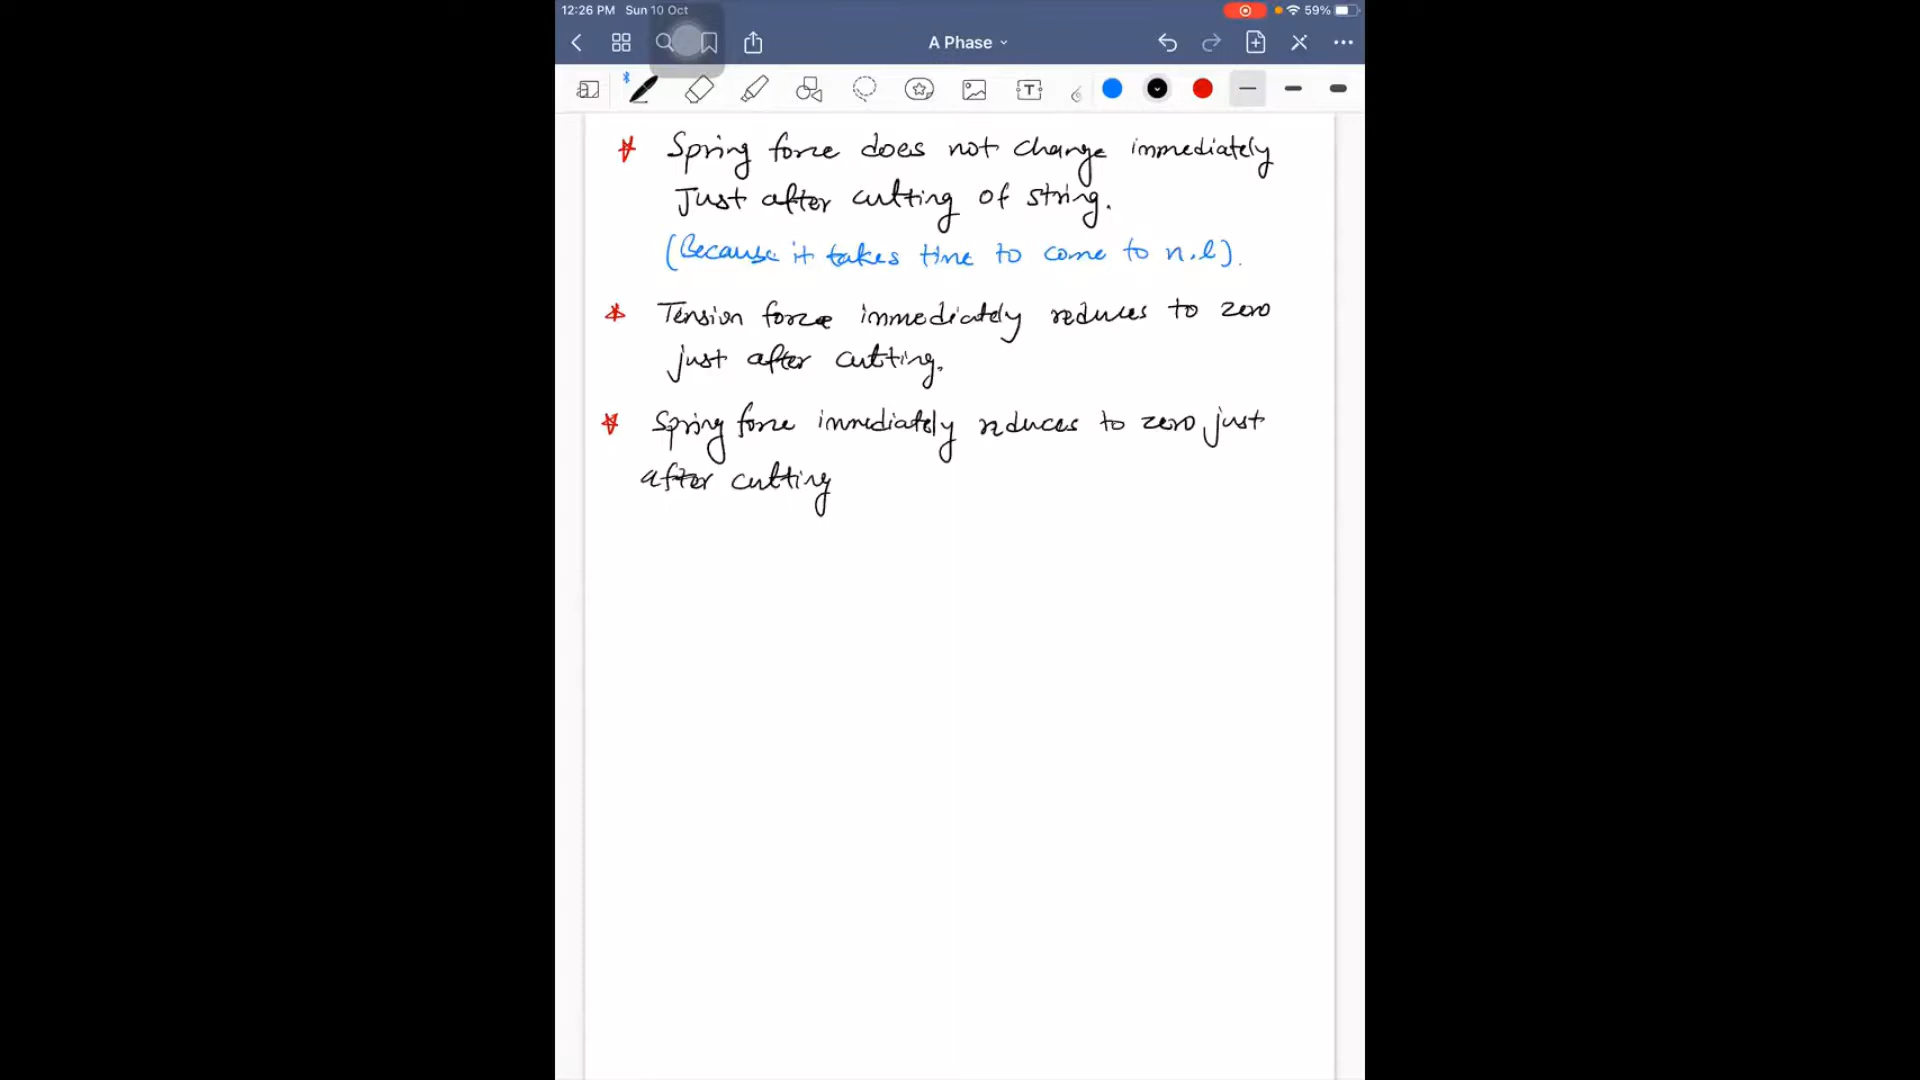 12:26 PM Sun 10 Oct 59%
A Phase
T
Spring force does not change immediately
Just after cutting of string.
(Because it takes time to come to n.l).
Tension force immediately reduces to zero
just after cutting.
Spring force immediately reduces to zero just
after cutting